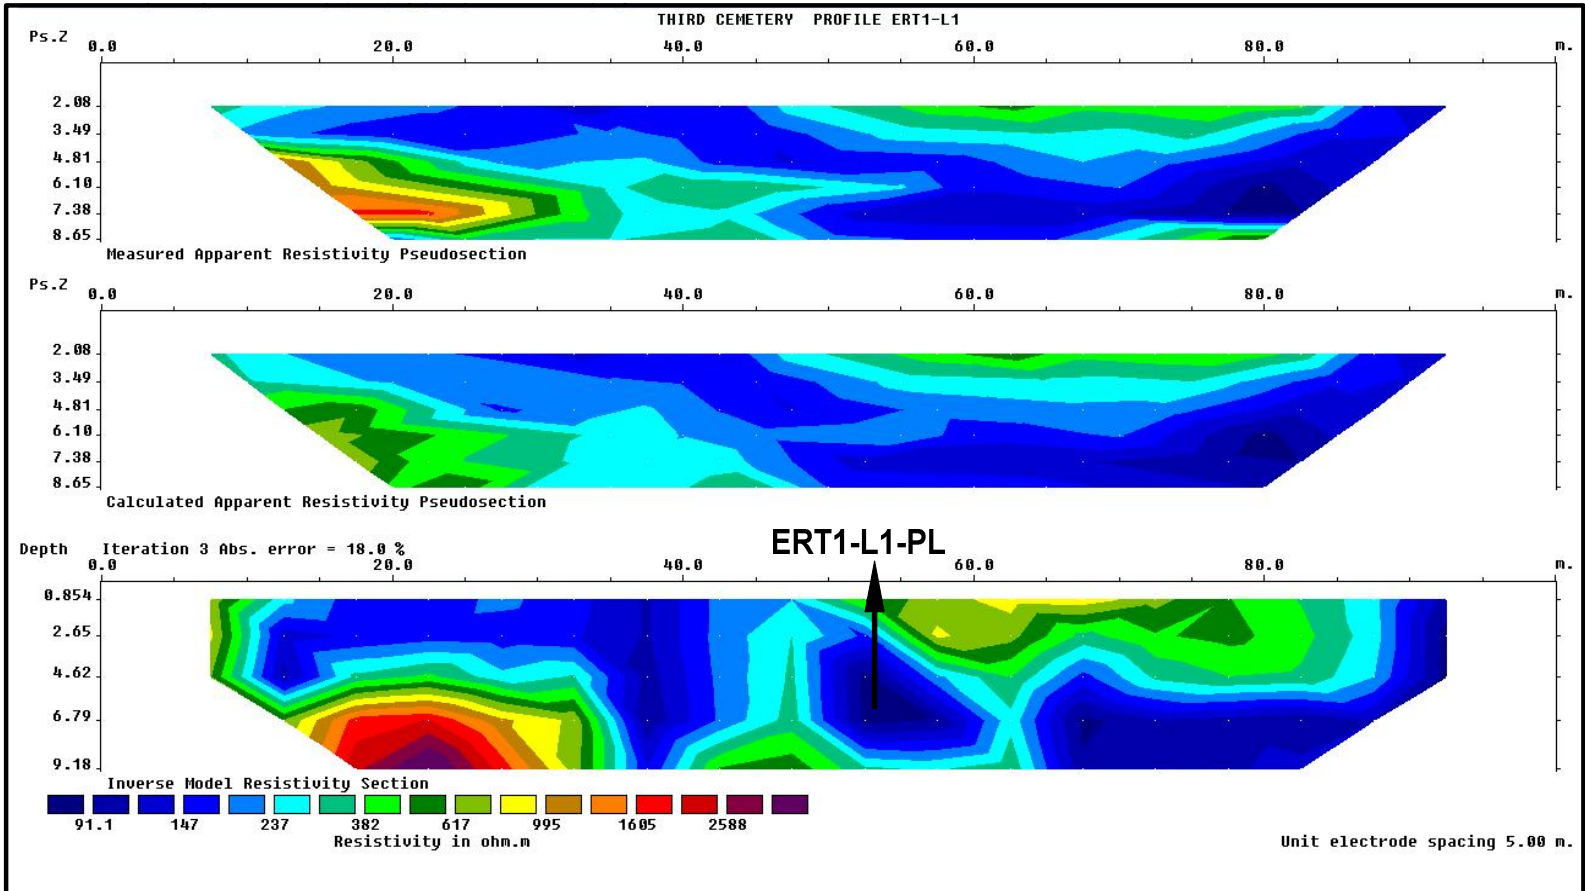 THIRD CEMETERY PROFILE ERT1-L1
Ps.Z 0.0 20.0 40.0 60.0 80.0 m.
2.08
3.49
4.81
6.10
7.38
8.65
Measured Apparent Resistivity Pseudosection
Ps.Z 0.0 20.0 40.0 60.0 80.0 m.
2.08
3.49
4.81
6.10
7.38
8.65
Calculated Apparent Resistivity Pseudosection
ERT1-L1-PL
Depth Iteration 3 Abs. error = 18.0 %
0.0 20.0 40.0 60.0 80.0 m.
0.854
2.65
4.62
6.79
9.18
Inverse Model Resistivity Section
91.1 147 237 382 617 995 1605 2588
Resistivity in ohm.m
Unit electrode spacing 5.00 m.